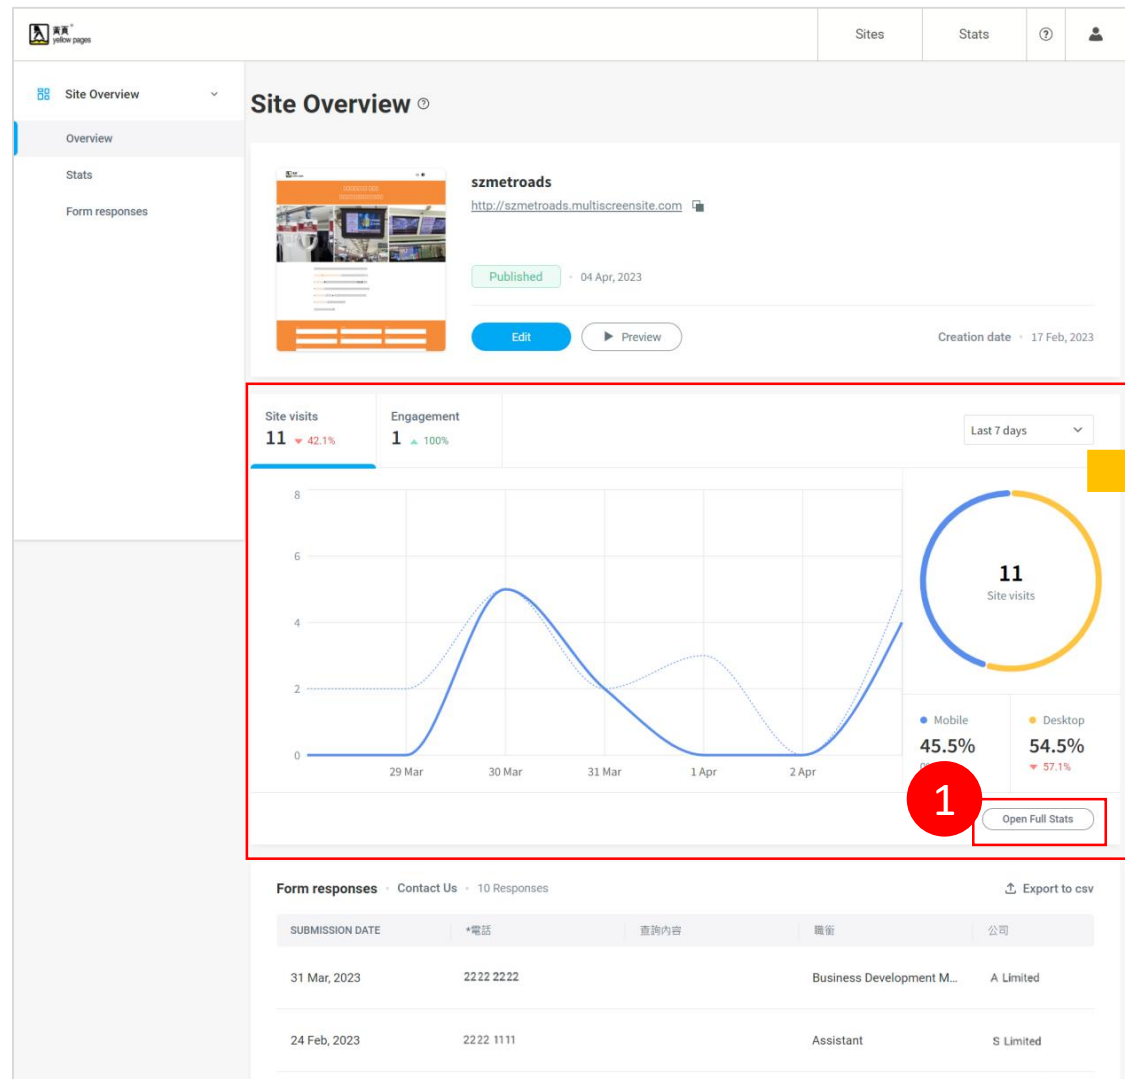 黃頁®
yellow pages
Sites
Stats
?
Site Overview
Overview
Stats
Form responses
Site Overview ?
szmetroads
http://szmetroads.multiscreensite.com
Published · 04 Apr, 2023
Edit
Preview
Creation date · 17 Feb, 2023
Site visits
11 ▼ 42.1%
Engagement
1 ▲ 100%
Last 7 days
8
6
4
2
0
29 Mar
30 Mar
31 Mar
1 Apr
2 Apr
11
Site visits
Mobile
45.5%
Desktop
54.5%
▼ 57.1%
1
Open Full Stats
Form responses · Contact Us · 10 Responses
Export to csv
SUBMISSION DATE
*電話
查詢內容
職銜
公司
31 Mar, 2023
2222 2222
Business Development M...
A Limited
24 Feb, 2023
2222 1111
Assistant
S Limited